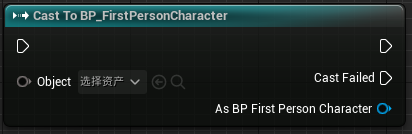 Cast To BP_FirstPersonCharacter
Object 选择资产
Cast Failed
As BP First Person Character